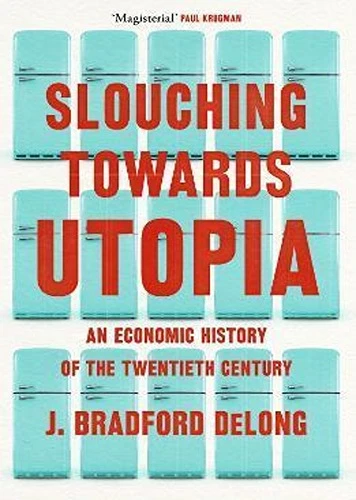 'Magisterial' PAUL KRUGMAN
SLOUCHING
TOWARDS
UTOPIA
AN ECONOMIC HISTORY
OF THE TWENTIETH CENTURY
J. BRADFORD DeLONG